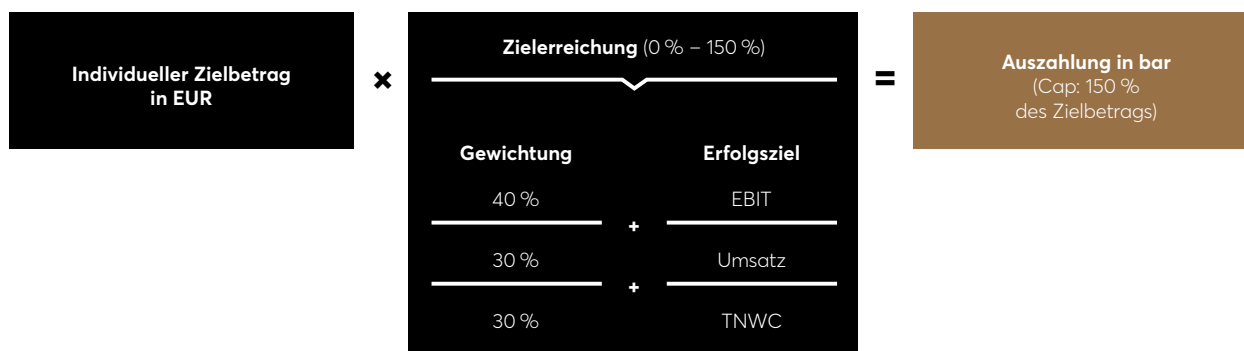 Individueller Zielbetrag
in EUR
×
Zielerreichung (0 % – 150 %)
=
Auszahlung in bar
(Cap: 150 %
des Zielbetrags)
Gewichtung Erfolgsziel
40 % EBIT
+
30 % Umsatz
+
30 % TNWC